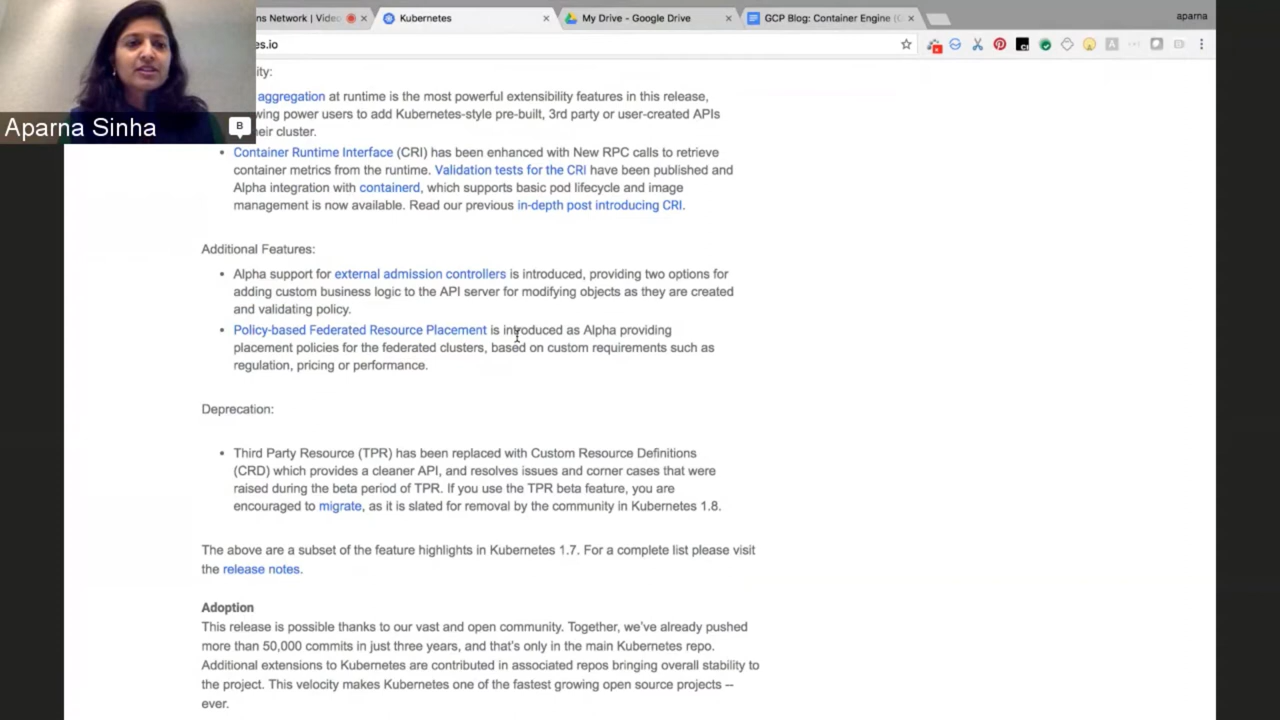 ns Network | Video
Kubernetes
My Drive - Google Drive
GCP Blog: Container Engine (
aparna
es.io
Aparna Sinha
B
ity:
aggregation at runtime is the most powerful extensibility features in this release,
wing power users to add Kubernetes-style pre-built, 3rd party or user-created APIs
eir cluster.
• Container Runtime Interface (CRI) has been enhanced with New RPC calls to retrieve
container metrics from the runtime. Validation tests for the CRI have been published and
Alpha integration with containerd, which supports basic pod lifecycle and image
management is now available. Read our previous in-depth post introducing CRI.
Additional Features:
• Alpha support for external admission controllers is introduced, providing two options for
adding custom business logic to the API server for modifying objects as they are created
and validating policy.
• Policy-based Federated Resource Placement is introduced as Alpha providing
placement policies for the federated clusters, based on custom requirements such as
regulation, pricing or performance.
Deprecation:
• Third Party Resource (TPR) has been replaced with Custom Resource Definitions
(CRD) which provides a cleaner API, and resolves issues and corner cases that were
raised during the beta period of TPR. If you use the TPR beta feature, you are
encouraged to migrate, as it is slated for removal by the community in Kubernetes 1.8.
The above are a subset of the feature highlights in Kubernetes 1.7. For a complete list please visit
the release notes.
Adoption
This release is possible thanks to our vast and open community. Together, we've already pushed
more than 50,000 commits in just three years, and that's only in the main Kubernetes repo.
Additional extensions to Kubernetes are contributed in associated repos bringing overall stability to
the project. This velocity makes Kubernetes one of the fastest growing open source projects --
ever.